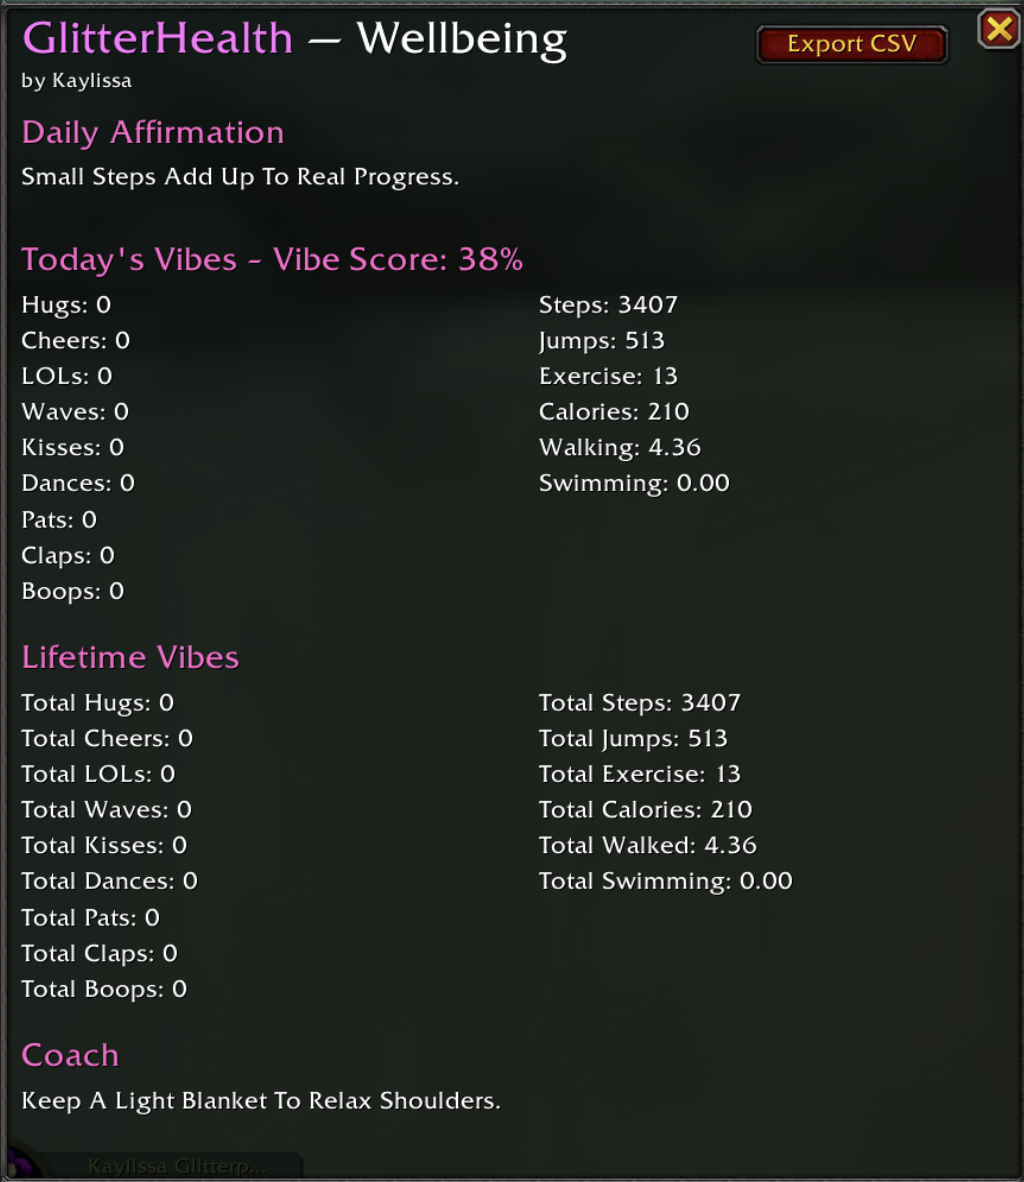 GlitterHealth — Wellbeing
Export CSV
by Kaylissa
Daily Affirmation
Small Steps Add Up To Real Progress.
Today's Vibes - Vibe Score: 38%
Hugs: 0
Cheers: 0
LOLs: 0
Waves: 0
Kisses: 0
Dances: 0
Pats: 0
Claps: 0
Boops: 0
Steps: 3407
Jumps: 513
Exercise: 13
Calories: 210
Walking: 4.36
Swimming: 0.00
Lifetime Vibes
Total Hugs: 0
Total Cheers: 0
Total LOLs: 0
Total Waves: 0
Total Kisses: 0
Total Dances: 0
Total Pats: 0
Total Claps: 0
Total Boops: 0
Total Steps: 3407
Total Jumps: 513
Total Exercise: 13
Total Calories: 210
Total Walked: 4.36
Total Swimming: 0.00
Coach
Keep A Light Blanket To Relax Shoulders.
Kaylissa Glitterp...